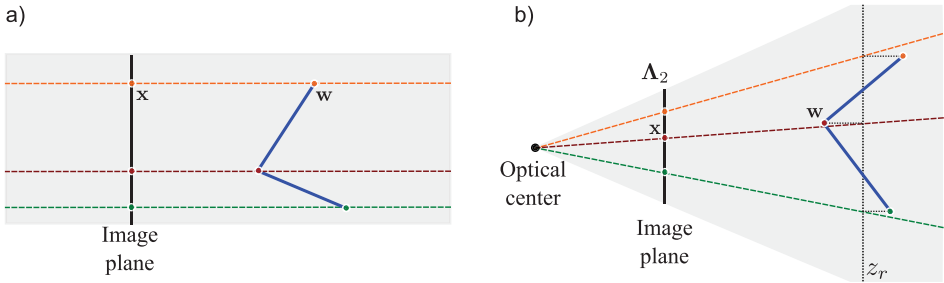 a)
x
w
Image
plane
b)
Λ₂
x
w
Optical
center
Image
plane
zᵣ